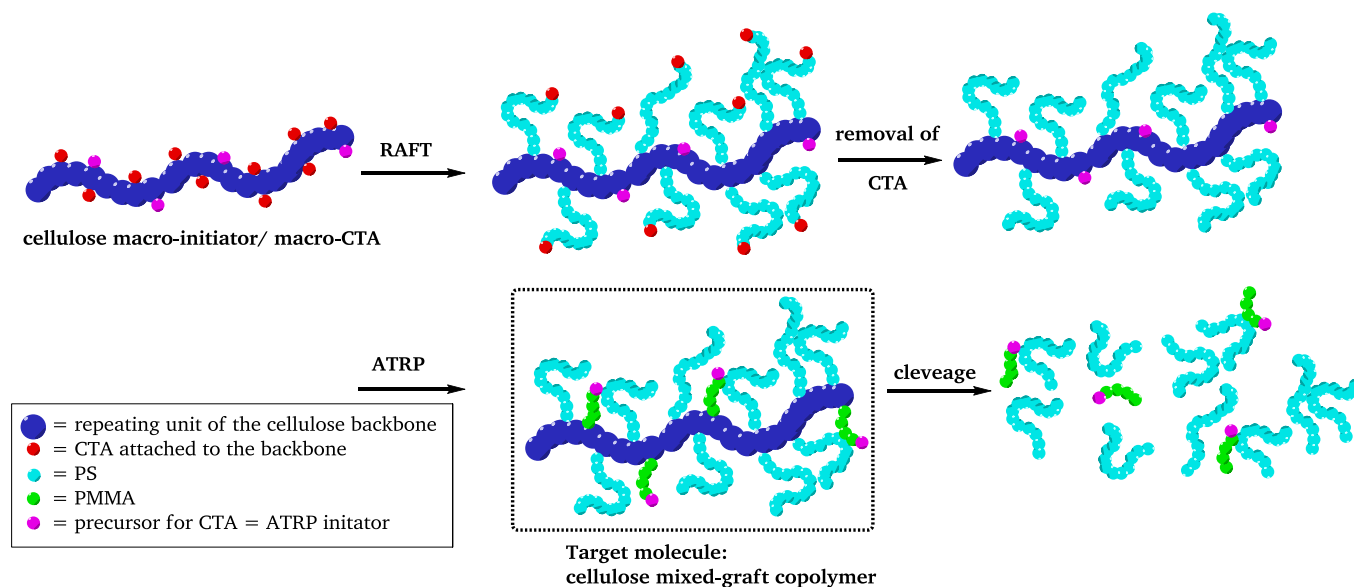 RAFT
removal of
CTA
cellulose macro-initiator/ macro-CTA
ATRP
cleveage
= repeating unit of the cellulose backbone
= CTA attached to the backbone
= PS
= PMMA
= precursor for CTA = ATRP initator
Target molecule:
cellulose mixed-graft copolymer